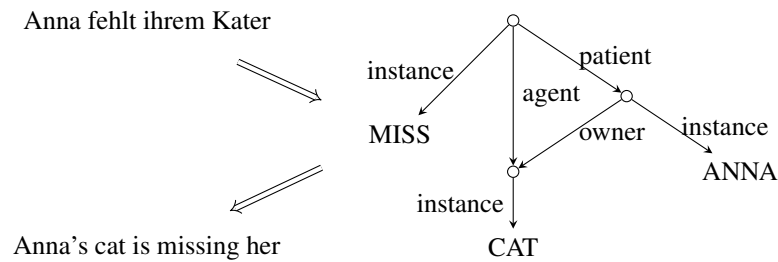 Anna fehlt ihrem Kater
instance
patient
agent
MISS
owner
instance
ANNA
instance
Anna's cat is missing her
CAT